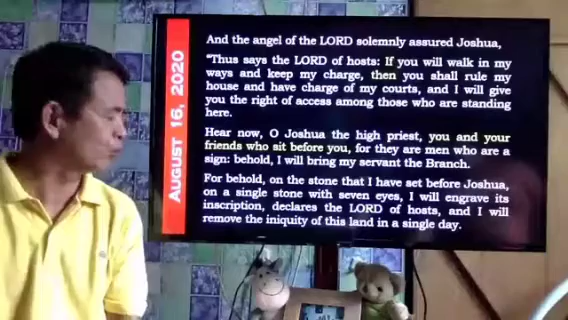 AUGUST 16, 2020
And the angel of the LORD solemnly assured Joshua,
"Thus says the LORD of hosts: If you will walk in my
ways and keep my charge, then you shall rule my
house and have charge of my courts, and I will give
you the right of access among those who are standing
here.
Hear now, O Joshua the high priest, you and your
friends who sit before you, for they are men who are a
sign: behold, I will bring my servant the Branch.
For behold, on the stone that I have set before Joshua,
on a single stone with seven eyes, I will engrave its
inscription, declares the LORD of hosts, and I will
remove the iniquity of this land in a single day.